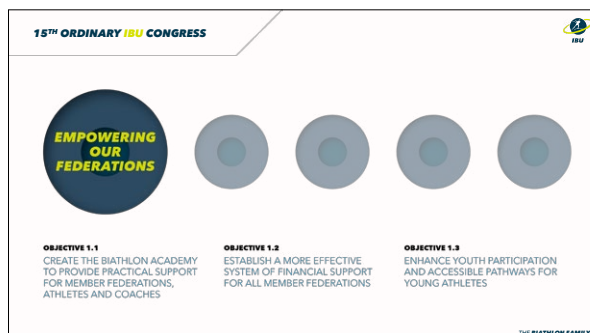 15TH ORDINARY IBU CONGRESS
IBU
EMPOWERING
OUR
FEDERATIONS
OBJECTIVE 1.1
CREATE THE BIATHLON ACADEMY
TO PROVIDE PRACTICAL SUPPORT
FOR MEMBER FEDERATIONS,
ATHLETES AND COACHES
OBJECTIVE 1.2
ESTABLISH A MORE EFFECTIVE
SYSTEM OF FINANCIAL SUPPORT
FOR ALL MEMBER FEDERATIONS
OBJECTIVE 1.3
ENHANCE YOUTH PARTICIPATION
AND ACCESSIBLE PATHWAYS FOR
YOUNG ATHLETES
THE BIATHLON FAMILY